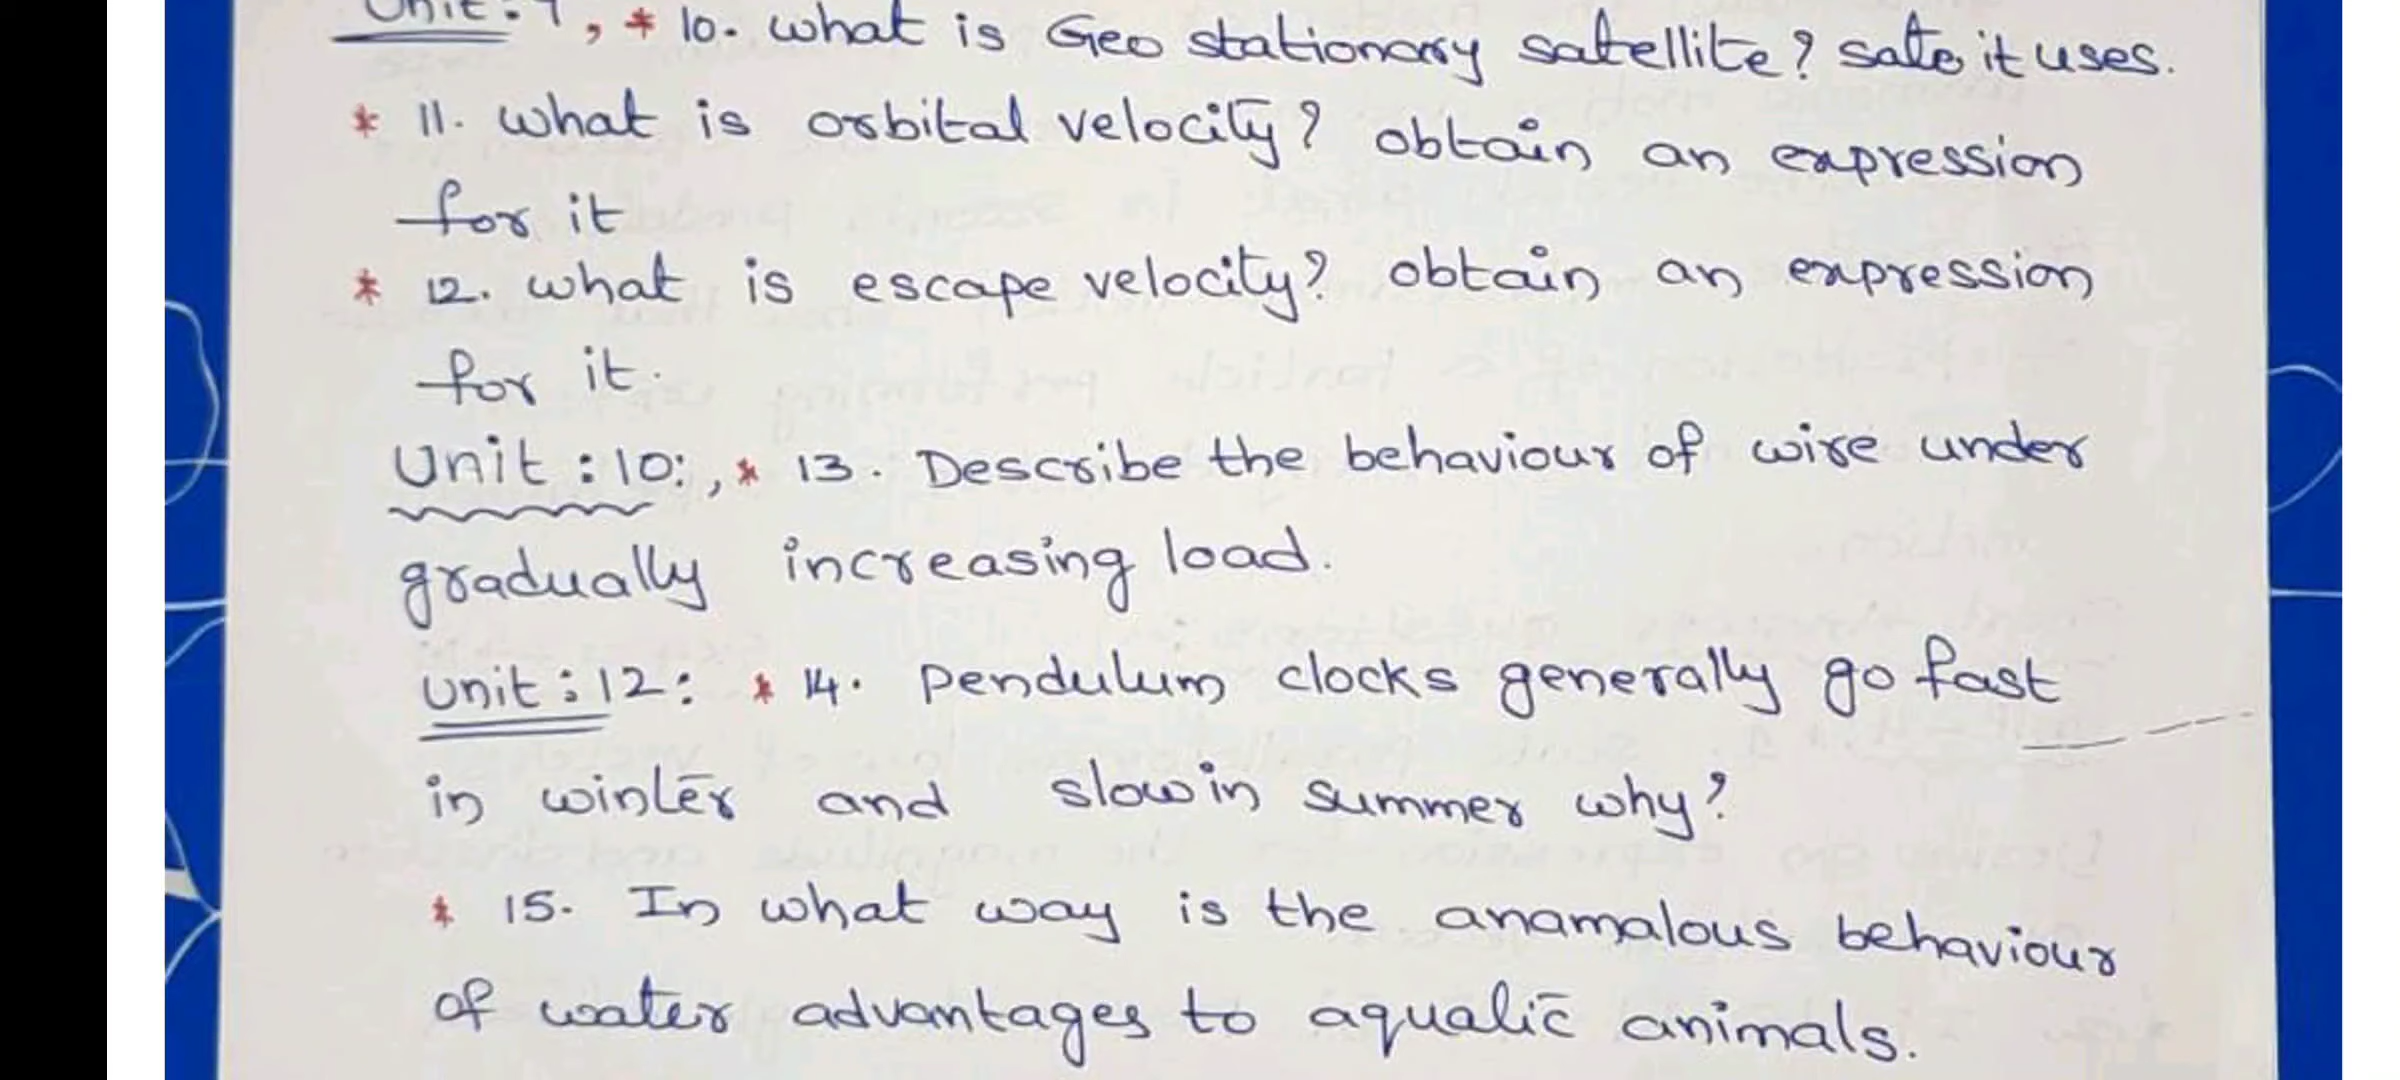 Unit: 9, * 10. what is Geo stationary satellite? sate it uses.
* 11. what is orbital velocity? obtain an expression
for it
* 12. what is escape velocity? obtain an expression
for it.
Unit: 10:, * 13. Describe the behaviour of wire under
gradually increasing load.
Unit: 12: * 14. pendulum clocks generally go fast
in winter and slow in summer why?
* 15. In what way is the anamalous behaviour
of water advantages to aqualic animals.